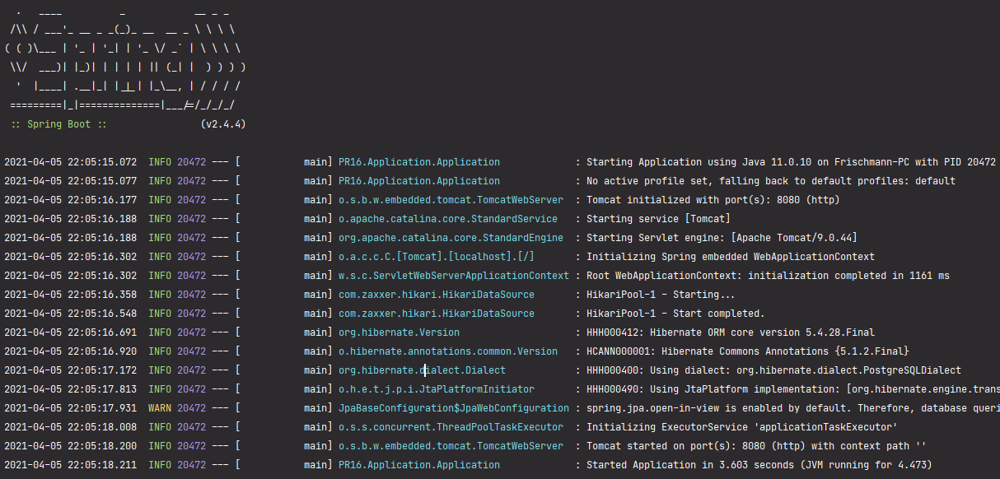 .   ____          _            __ _ _
 /\\ / ___'_ __ _ _(_)_ __  __ _ \ \ \ \
( ( )\___ | '_ | '_| | '_ \/ _` | \ \ \ \
 \\/  ___)| |_)| | | | | || (_| |  ) ) ) )
  '  |____| .__|_| |_|_| |_\__, | / / / /
 =========|_|==============|___/=/_/_/_/
 :: Spring Boot ::                (v2.4.4)
2021-04-05 22:05:15.072  INFO 20472 --- [           main] PR16.Application.Application             : Starting Application using Java 11.0.10 on Frischmann-PC with PID 20472
2021-04-05 22:05:15.077  INFO 20472 --- [           main] PR16.Application.Application             : No active profile set, falling back to default profiles: default
2021-04-05 22:05:16.177  INFO 20472 --- [           main] o.s.b.w.embedded.tomcat.TomcatWebServer  : Tomcat initialized with port(s): 8080 (http)
2021-04-05 22:05:16.188  INFO 20472 --- [           main] o.apache.catalina.core.StandardService   : Starting service [Tomcat]
2021-04-05 22:05:16.188  INFO 20472 --- [           main] org.apache.catalina.core.StandardEngine  : Starting Servlet engine: [Apache Tomcat/9.0.44]
2021-04-05 22:05:16.302  INFO 20472 --- [           main] o.a.c.c.C.[Tomcat].[localhost].[/]       : Initializing Spring embedded WebApplicationContext
2021-04-05 22:05:16.302  INFO 20472 --- [           main] w.s.c.ServletWebServerApplicationContext : Root WebApplicationContext: initialization completed in 1161 ms
2021-04-05 22:05:16.358  INFO 20472 --- [           main] com.zaxxer.hikari.HikariDataSource       : HikariPool-1 - Starting...
2021-04-05 22:05:16.548  INFO 20472 --- [           main] com.zaxxer.hikari.HikariDataSource       : HikariPool-1 - Start completed.
2021-04-05 22:05:16.691  INFO 20472 --- [           main] org.hibernate.Version                    : HHH000412: Hibernate ORM core version 5.4.28.Final
2021-04-05 22:05:16.920  INFO 20472 --- [           main] o.hibernate.annotations.common.Version   : HCANN000001: Hibernate Commons Annotations {5.1.2.Final}
2021-04-05 22:05:17.172  INFO 20472 --- [           main] org.hibernate.dialect.Dialect            : HHH000400: Using dialect: org.hibernate.dialect.PostgreSQLDialect
2021-04-05 22:05:17.813  INFO 20472 --- [           main] o.h.e.t.j.p.i.JtaPlatformInitiator       : HHH000490: Using JtaPlatform implementation: [org.hibernate.engine.trans
2021-04-05 22:05:17.931  WARN 20472 --- [           main] JpaBaseConfiguration$JpaWebConfiguration : spring.jpa.open-in-view is enabled by default. Therefore, database queri
2021-04-05 22:05:18.008  INFO 20472 --- [           main] o.s.s.concurrent.ThreadPoolTaskExecutor  : Initializing ExecutorService 'applicationTaskExecutor'
2021-04-05 22:05:18.200  INFO 20472 --- [           main] o.s.b.w.embedded.tomcat.TomcatWebServer  : Tomcat started on port(s): 8080 (http) with context path ''
2021-04-05 22:05:18.211  INFO 20472 --- [           main] PR16.Application.Application             : Started Application in 3.603 seconds (JVM running for 4.473)